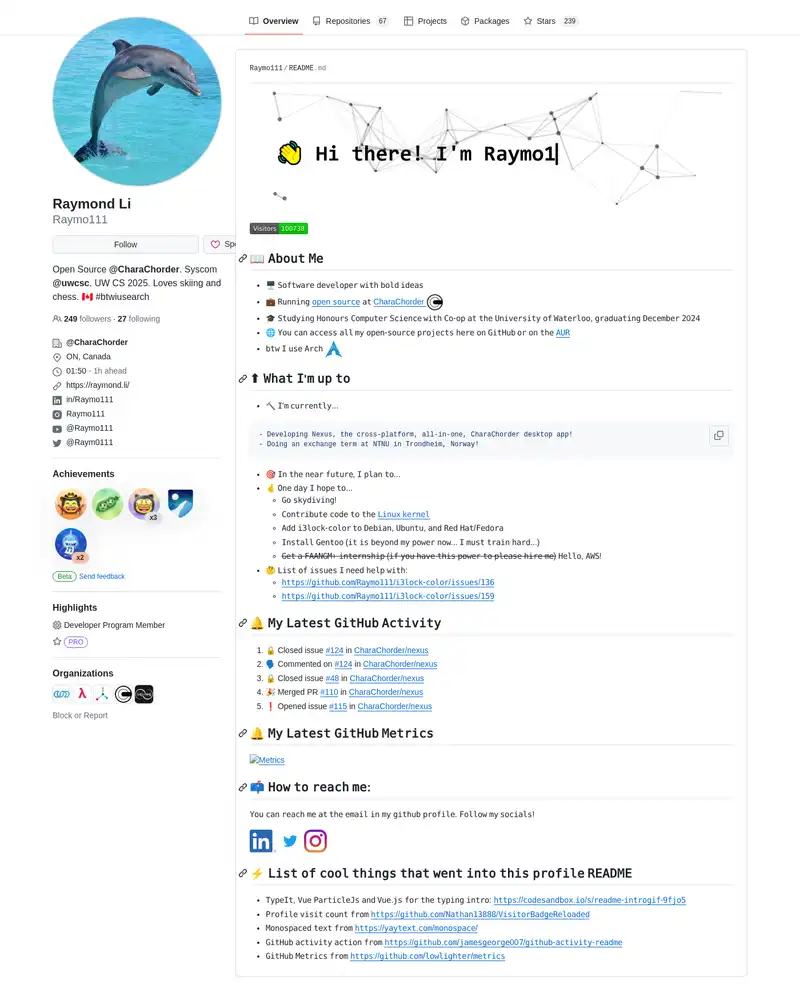 Overview
Repositories 67
Projects
Packages
Stars 239
Raymond Li
Raymo111
Follow
Spo
Open Source @CharaChorder. Syscom
@uwcsc. UW CS 2025. Loves skiing and
chess. 🇨🇦 #btwiusearch
249 followers · 27 following
@CharaChorder
ON, Canada
01:50 - 1h ahead
https://raymond.li/
in/Raymo111
Raymo111
@Raymo111
@Raym0111
Achievements
x3
x2
Beta Send feedback
Highlights
Developer Program Member
PRO
Organizations
Block or Report
Raymo111/README.md
👋 Hi there! I'm Raymo1
Visitors 100738
📖 About Me
🖥️ Software developer with bold ideas
💼 Running open source at CharaChorder
🎓 Studying Honours Computer Science with Co-op at the University of Waterloo, graduating December 2024
🌐 You can access all my open-source projects here on GitHub or on the AUR
btw I use Arch
⬆ What I'm up to
🔨 I'm currently...
- Developing Nexus, the cross-platform, all-in-one, CharaChorder desktop app!
- Doing an exchange term at NTNU in Trondheim, Norway!
🎯 In the near future, I plan to...
🤞 One day I hope to...
Go skydiving!
Contribute code to the Linux kernel
Add i3lock-color to Debian, Ubuntu, and Red Hat/Fedora
Install Gentoo (it is beyond my power now... I must train hard...)
Get a FAANGM+ internship (if you have this power to please hire me) Hello, AWS!
🤔 List of issues I need help with:
https://github.com/Raymo111/i3lock-color/issues/136
https://github.com/Raymo111/i3lock-color/issues/159
🔔 My Latest GitHub Activity
1. 🔒 Closed issue #124 in CharaChorder/nexus
2. 🗣 Commented on #124 in CharaChorder/nexus
3. 🔒 Closed issue #48 in CharaChorder/nexus
4. 🎉 Merged PR #110 in CharaChorder/nexus
5. ❗ Opened issue #115 in CharaChorder/nexus
🔔 My Latest GitHub Metrics
Metrics
📫 How to reach me:
You can reach me at the email in my github profile. Follow my socials!
⚡ List of cool things that went into this profile README
TypeIt, Vue ParticleJs and Vue.js for the typing intro: https://codesandbox.io/s/readme-introgif-9fjo5
Profile visit count from https://github.com/Nathan13888/VisitorBadgeReloaded
Monospaced text from https://yaytext.com/monospace/
GitHub activity action from https://github.com/jamesgeorge007/github-activity-readme
GitHub Metrics from https://github.com/lowlighter/metrics